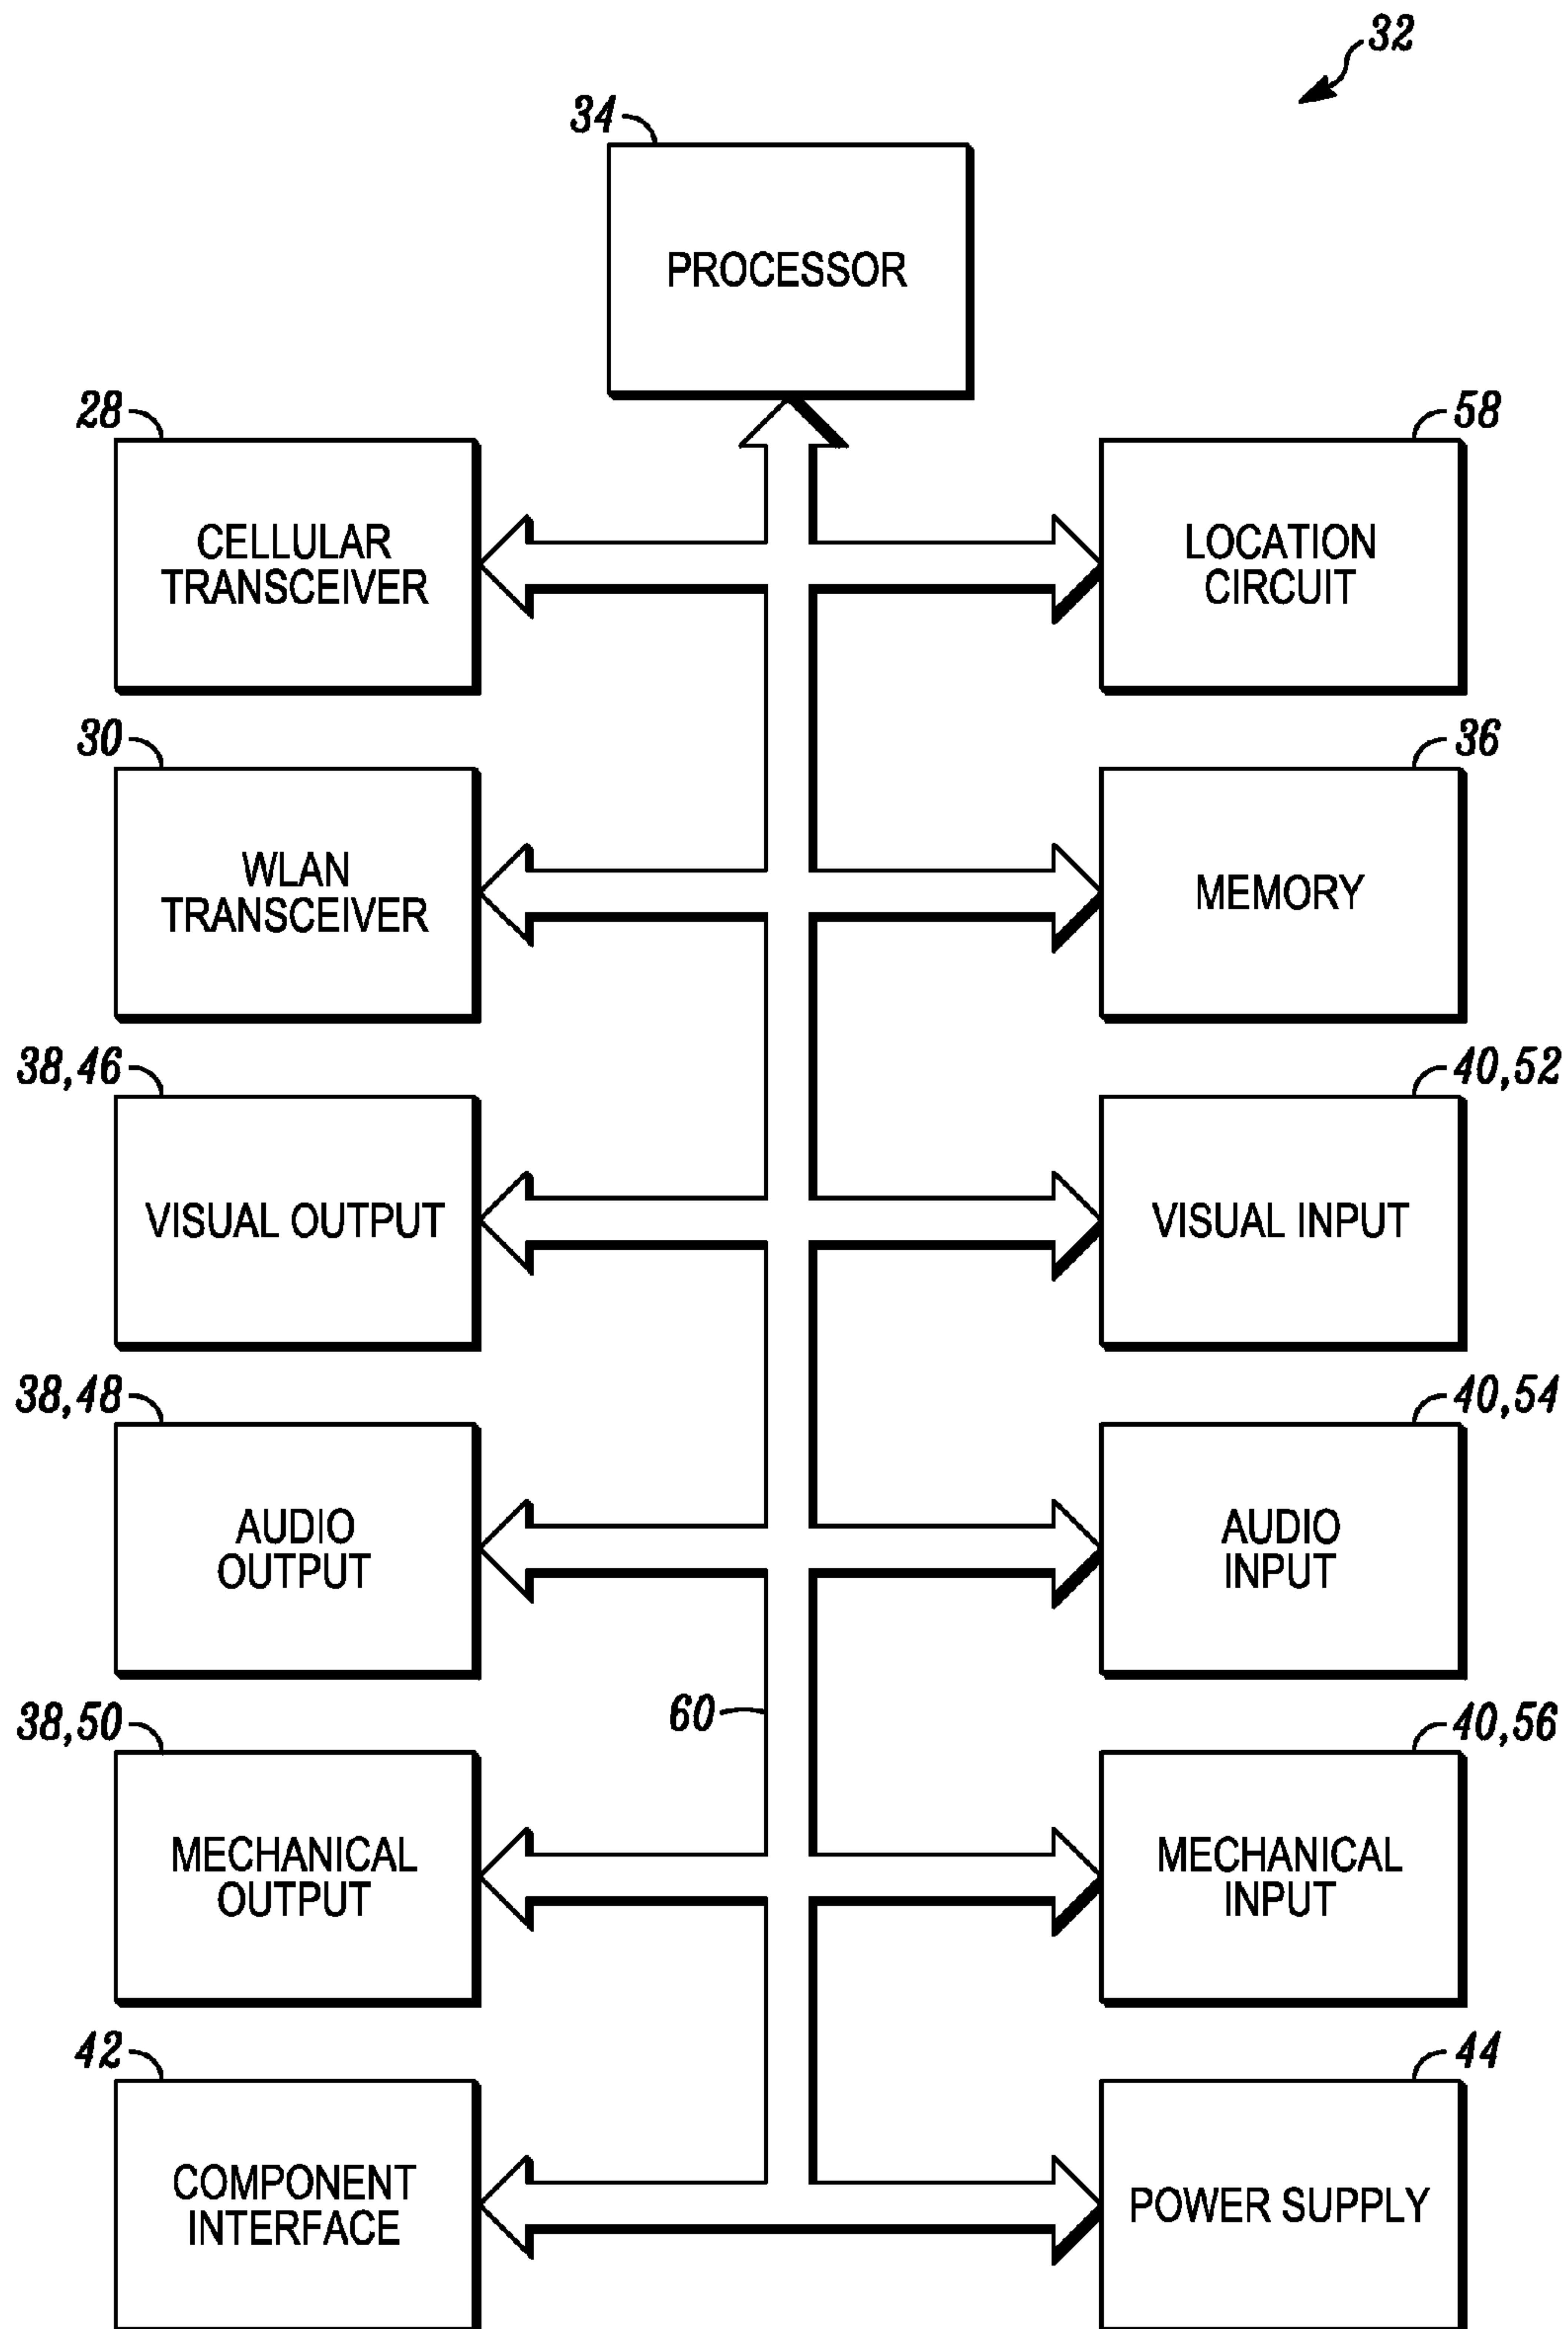 32
34
PROCESSOR
28
58
CELLULAR
TRANSCEIVER
LOCATION
CIRCUIT
30
36
WLAN
TRANSCEIVER
MEMORY
38,46
40,52
VISUAL OUTPUT
VISUAL INPUT
38,48
40,54
AUDIO
OUTPUT
AUDIO
INPUT
38,50
60
40,56
MECHANICAL
OUTPUT
MECHANICAL
INPUT
42
44
COMPONENT
INTERFACE
POWER SUPPLY